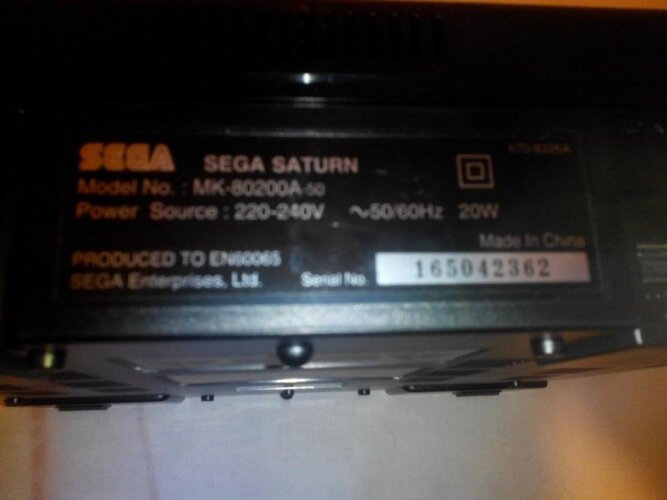 SEGA SEGA SATURN
Model No. : MK-80200A-50
Power Source : 220-240V ～50/60Hz 20W
Made In China
PRODUCED TO EN60065
SEGA Enterprises, Ltd. Serial No. 165042362